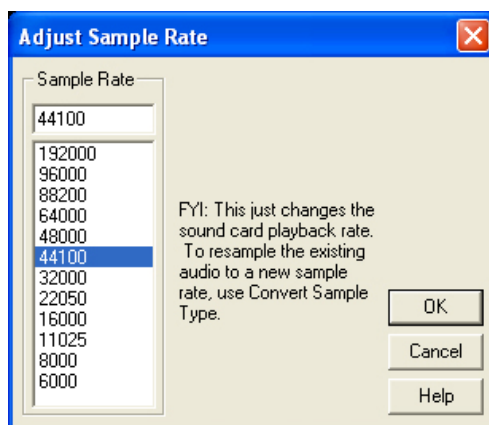 Adjust Sample Rate
Sample Rate
44100
192000
96000
88200
64000
48000
44100
32000
22050
16000
11025
8000
6000
FYI: This just changes the
sound card playback rate.
To resample the existing
audio to a new sample
rate, use Convert Sample
Type.
OK
Cancel
Help